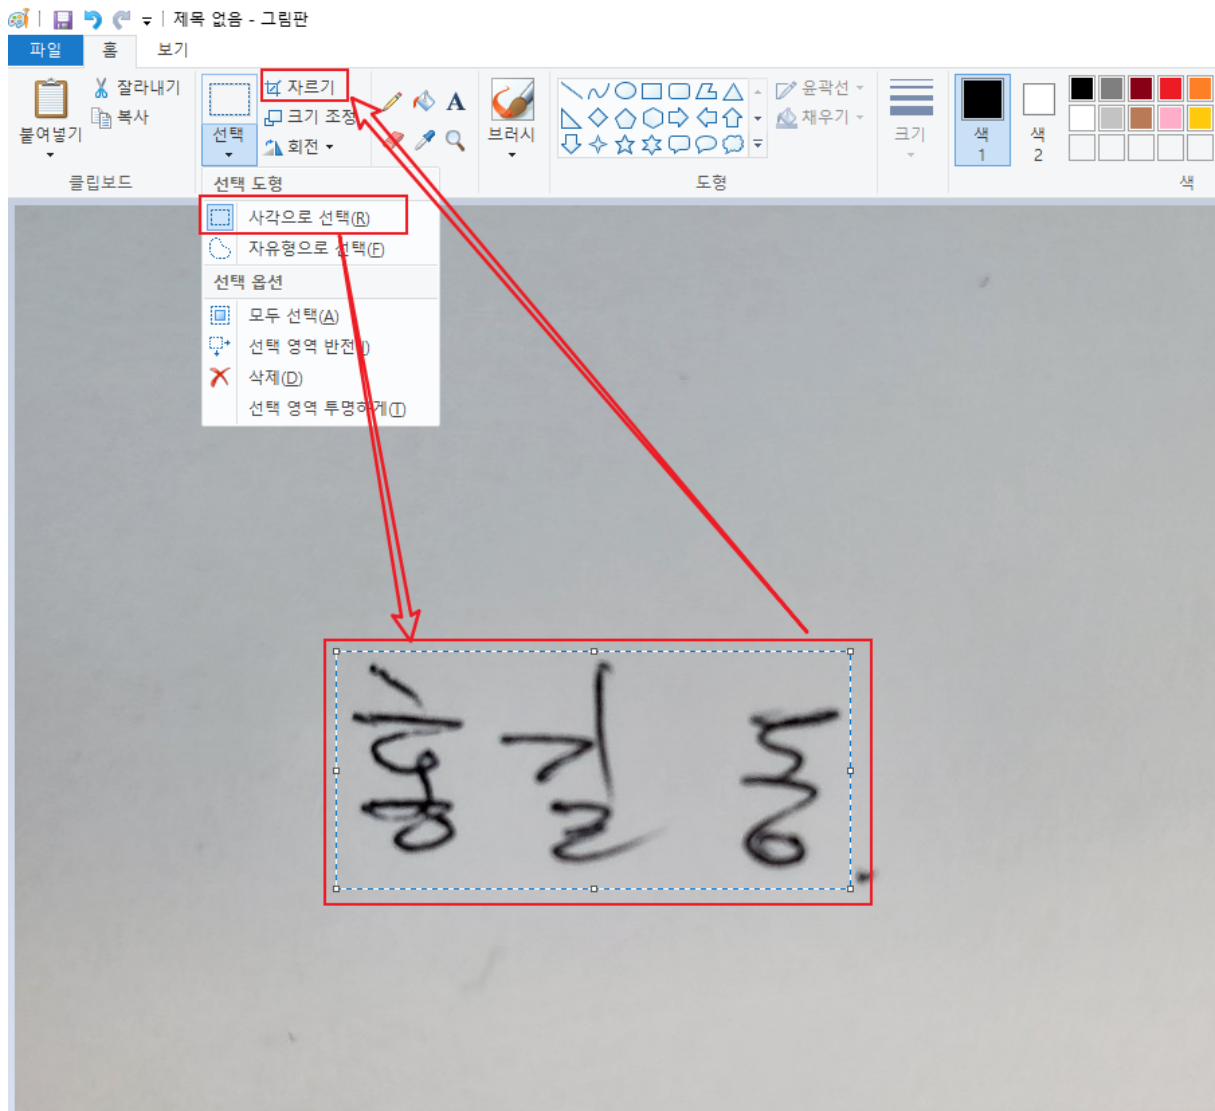 제목 없음 - 그림판
파일 홈 보기
붙여넣기
잘라내기
복사
클립보드
선택
자르기
크기 조정
회전
A
브러시
도형
윤곽선
채우기
크기
색
1
색
2
색
선택 도형
사각으로 선택(R)
자유형으로 선택(F)
선택 옵션
모두 선택(A)
선택 영역 반전(I)
삭제(D)
선택 영역 투명하게(T)
홍길동